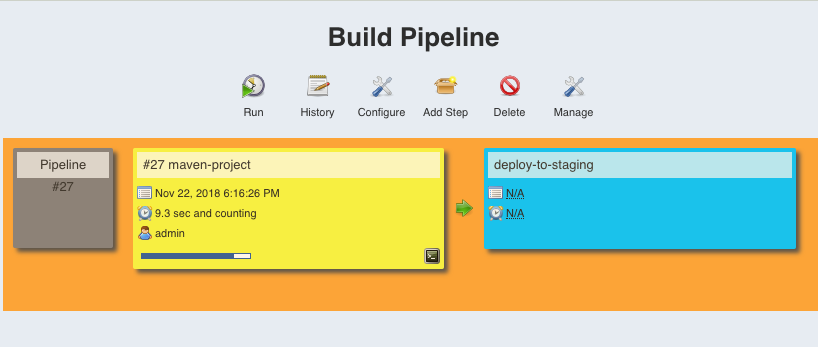 Build Pipeline
Run
History
Configure
Add Step
Delete
Manage
Pipeline
#27
#27 maven-project
Nov 22, 2018 6:16:26 PM
9.3 sec and counting
admin
deploy-to-staging
N/A
N/A